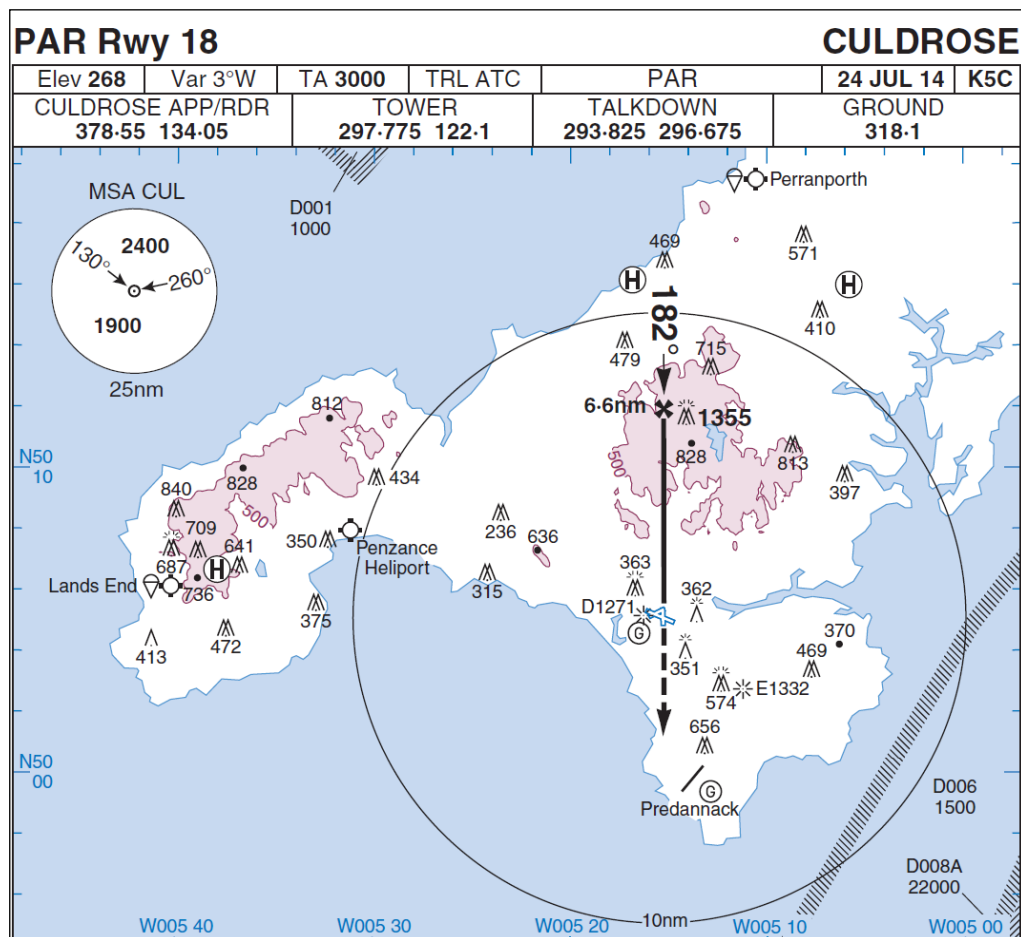 PAR Rwy 18 CULDROSE
Elev 268 Var 3°W TA 3000 TRL ATC PAR 24 JUL 14 K5C
CULDROSE APP/RDR TOWER TALKDOWN GROUND
378·55 134·05 297·775 122·1 293·825 296·675 318·1
MSA CUL
2400
130°
260°
1900
25nm
D001
1000
Perranporth
469
571
H
H
410
182°
479
715
6·6nm
1355
812
828
813
500
N50
10
828
434
397
840
500
709
236
636
350
Penzance
Heliport
641
687
H
Lands End
736
315
363
362
D1271
G
375
370
351
469
413
472
574
E1332
656
N50
00
G
Predannack
D006
1500
D008A
22000
10nm
W005 40
W005 30
W005 20
W005 10
W005 00